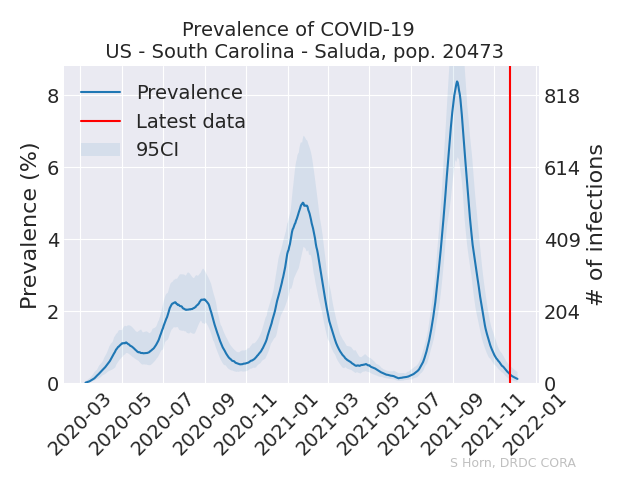 Prevalence of COVID-19
US - South Carolina - Saluda, pop. 20473
Prevalence (%)
8
6
4
2
0
Prevalence
Latest data
95CI
818
614
409
204
0
# of infections
2020-03
2020-05
2020-07
2020-09
2020-11
2021-01
2021-03
2021-05
2021-07
2021-09
2021-11
2022-01
S Horn, DRDC CORA